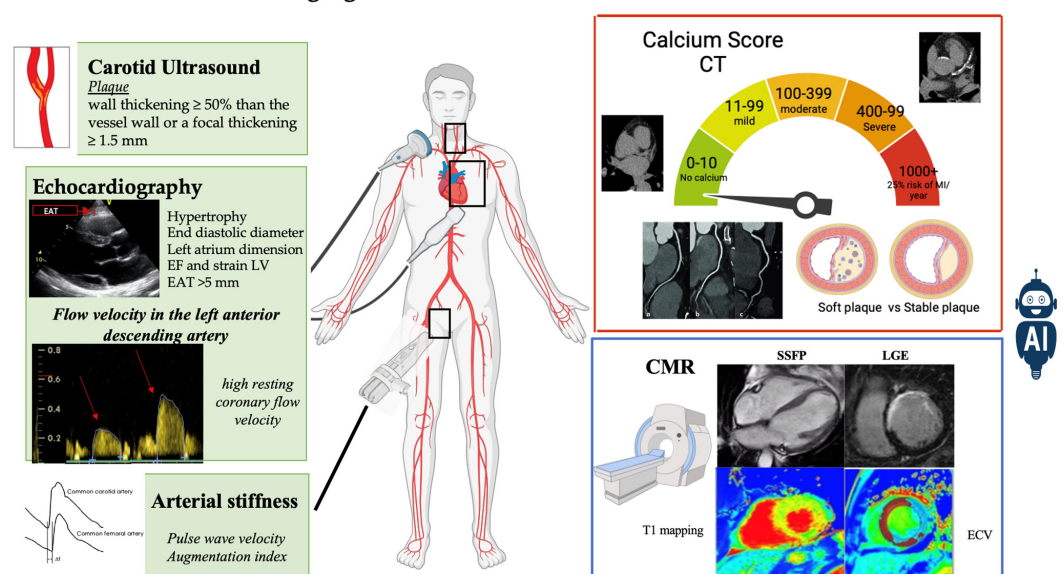 Carotid Ultrasound
Plaque
wall thickening ≥ 50% than the
vessel wall or a focal thickening
≥ 1.5 mm
Echocardiography
EAT
V
5
10
Hypertrophy
End diastolic diameter
Left atrium dimension
EF and strain LV
EAT >5 mm
Flow velocity in the left anterior
descending artery
0.8
0.6
0.4
0.2
high resting
coronary flow
velocity
Common carotid artery
Common femoral artery
Δt
Arterial stiffness
Pulse wave velocity
Augmentation index
Calcium Score
CT
0-10
No calcium
11-99
mild
100-399
moderate
400-99
Severe
1000+
25% risk of MI/
year
a
b
c
Soft plaque vs Stable plaque
CMR
SSFP
LGE
T1 mapping
ECV
AI